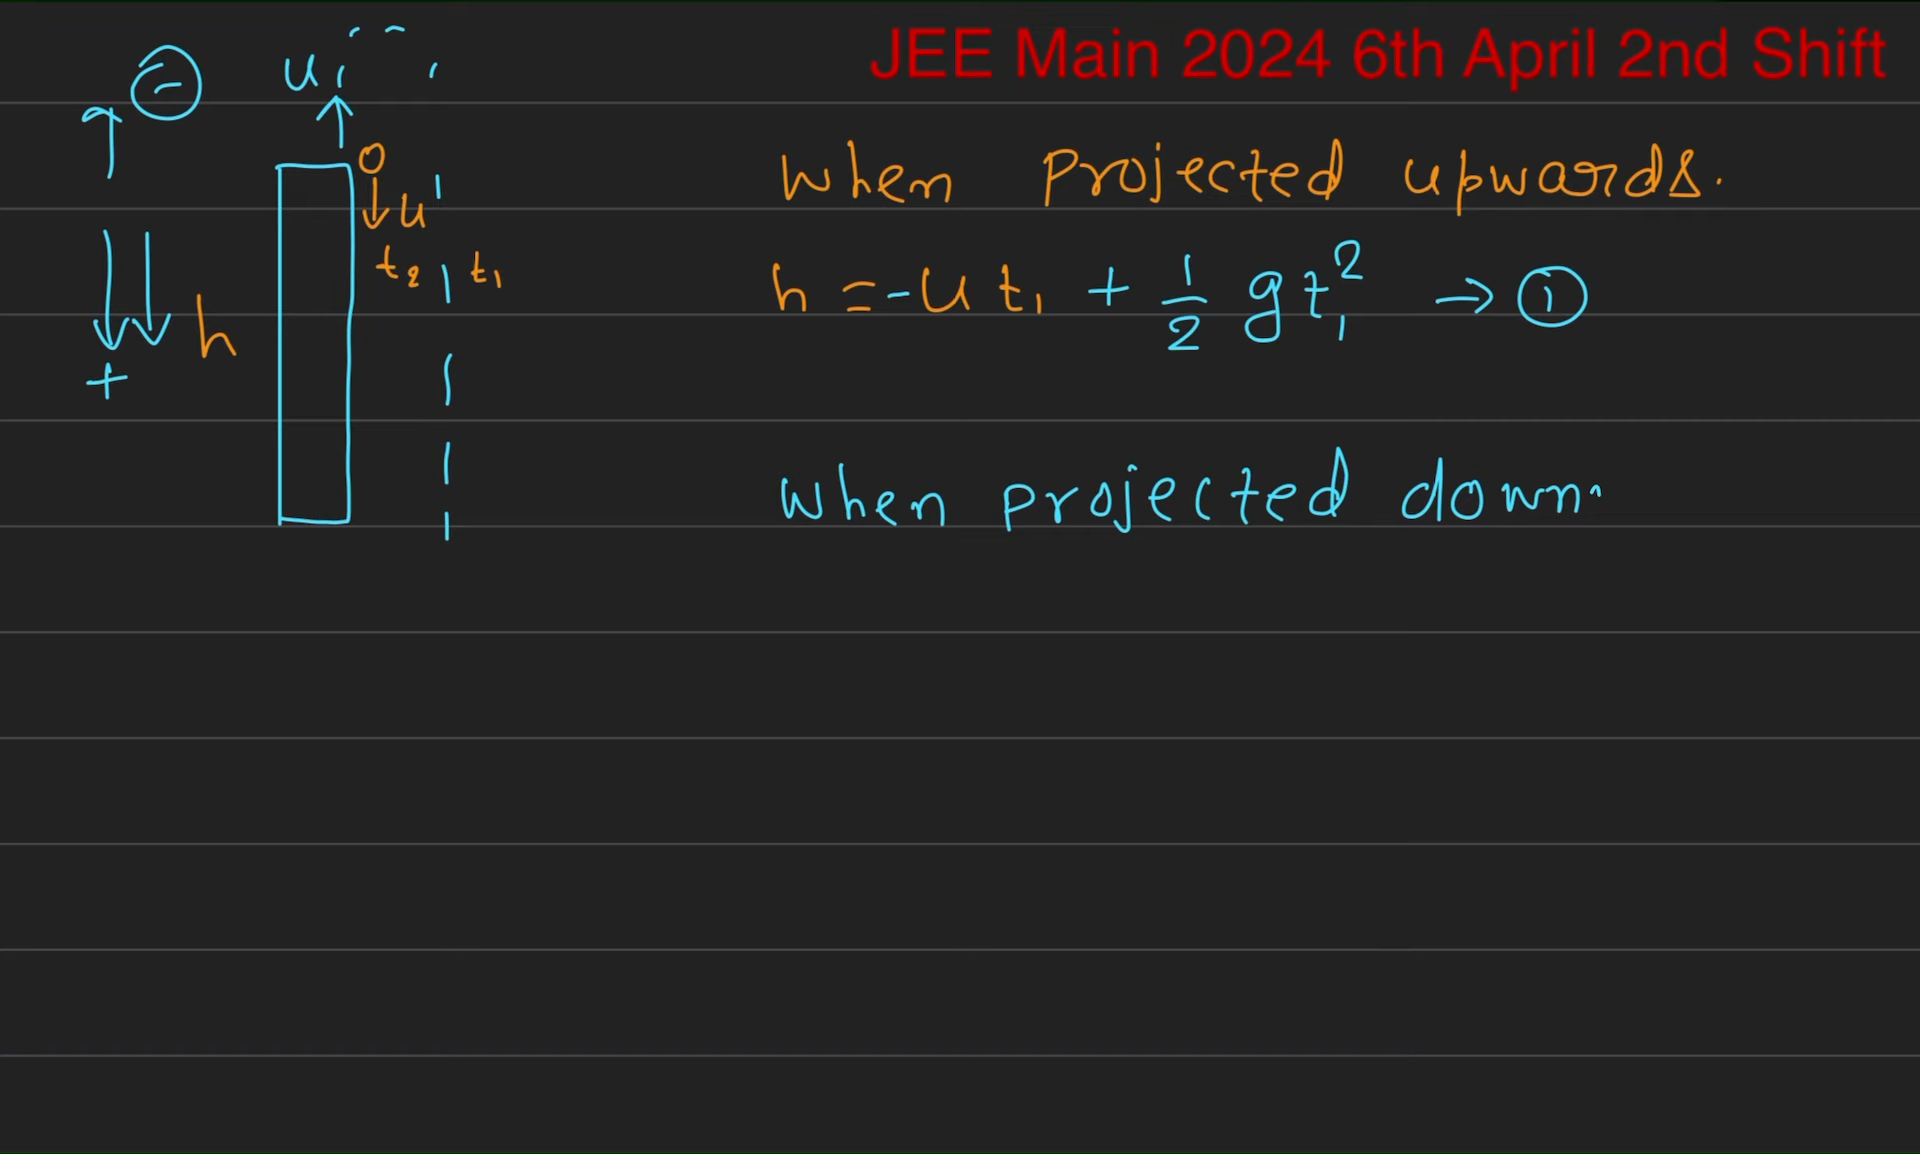 JEE Main 2024 6th April 2nd Shift
−
u
+
h
u
t₂ t₁
When projected upwards.
h = -u t₁ + 1/2 g t₁² → ①
when projected down